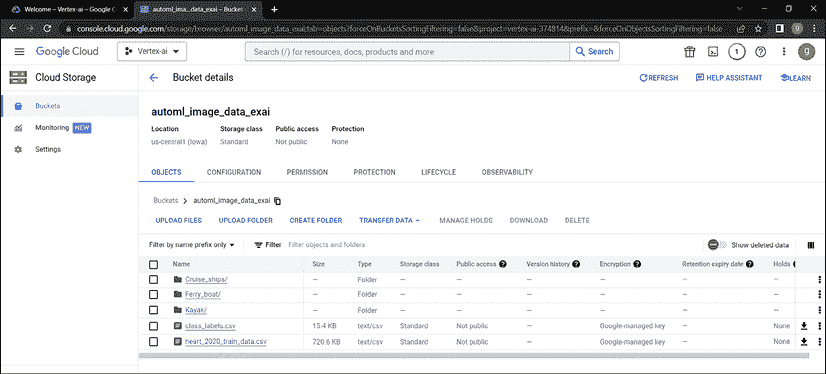 Welcome – Vertex-ai – Google C
automl_image_data_exai – Bucket
console.cloud.google.com/storage/browser/automl_image_data_exai;tab=objects?forceOnBucketsSortingFiltering=false&project=vertex-ai-374814&prefix=&forceOnObjectsSortingFiltering=false
Google Cloud
Vertex-ai
Search (/) for resources, docs, products and more
Search
1
g
Cloud Storage
Bucket details
REFRESH
HELP ASSISTANT
LEARN
Buckets
Monitoring NEW
Settings
automl_image_data_exai
Location Storage class Public access Protection
us-central1 (Iowa) Standard Not public None
OBJECTS CONFIGURATION PERMISSION PROTECTION LIFECYCLE OBSERVABILITY
Buckets > automl_image_data_exai
UPLOAD FILES UPLOAD FOLDER CREATE FOLDER TRANSFER DATA MANAGE HOLDS DOWNLOAD DELETE
Filter by name prefix only Filter Filter objects and folders Show deleted data
Name Size Type Storage class Public access Version history Encryption Retention expiry date Holds
Cruise_ships/ — Folder — — — — — —
Ferry_boat/ — Folder — — — — — —
Kayak/ — Folder — — — — — —
class_labels.csv 15.4 KB text/csv Standard Not public — Google-managed key — None
heart_2020_train_data.csv 720.6 KB text/csv Standard Not public — Google-managed key — None